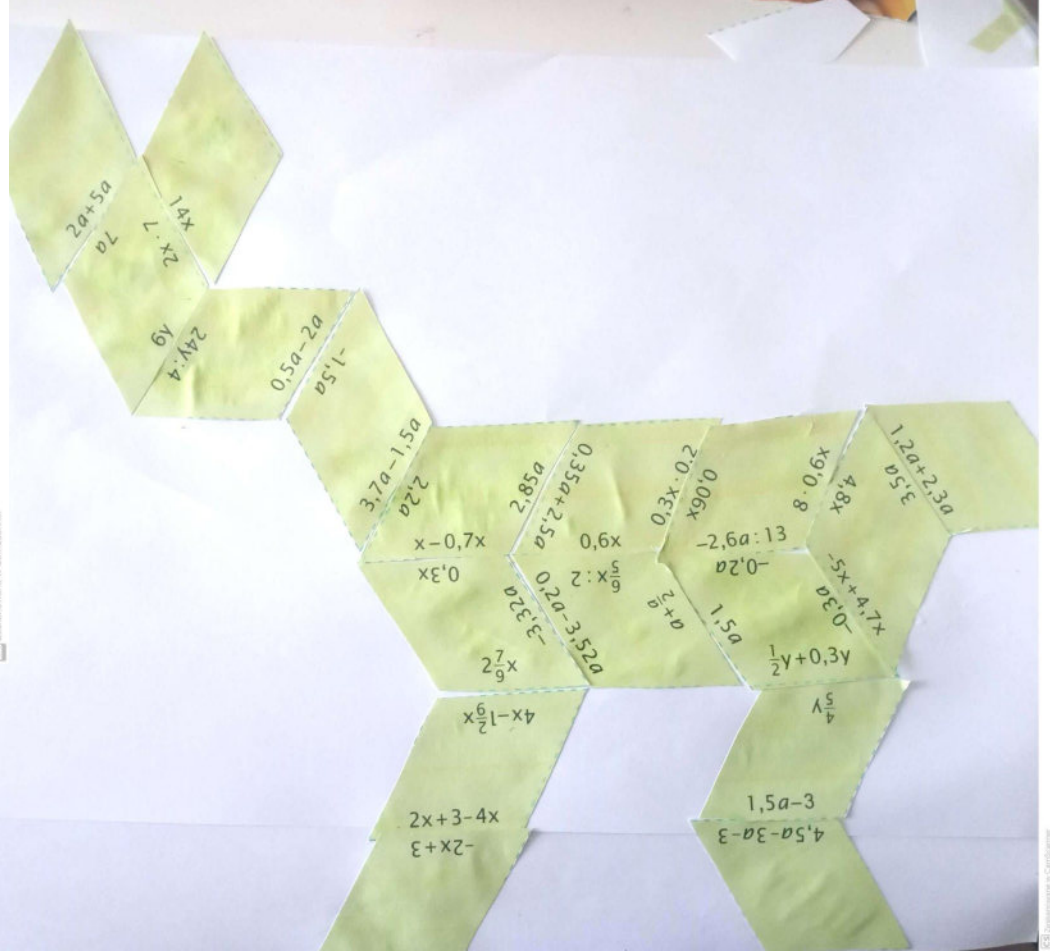 2a+5a
7a
14x
2x·7
6y
24y:4
0,5a-2a
-1,5a
3,7a-1,5a
2,2a
2,85a
0,35a+2,5a
0,3x·0,2
0,06x
8·0,6x
4,8x
1,2a+2,3a
3,5a
x-0,7x
0,3x
0,6x
6/5x:2
-2,6a:13
-0,2a
-3,32a
0,2a-3,52a
a+a/2
1,5a
-5x+4,7x
-0,3a
2 7/9x
4x-1 2/9x
1/2y+0,3y
4/5y
2x+3-4x
-2x+3
1,5a-3
4,5a-3a-3